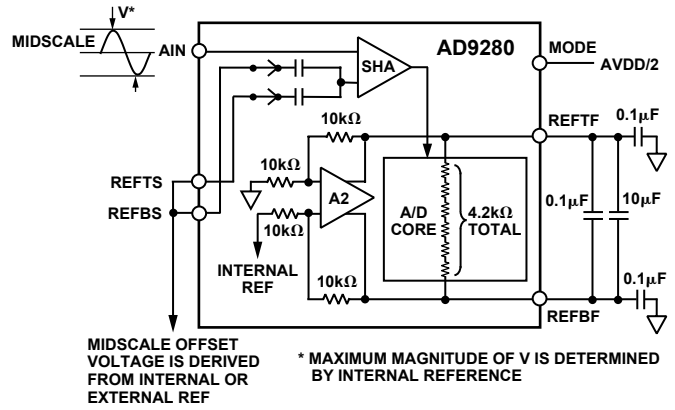 V*
MIDSCALE
AIN
SHA
AD9280
MODE
AVDD/2
10kΩ
REFTF
0.1µF
10kΩ
REFTS
REFBS
A2
10kΩ
A/D
CORE
4.2kΩ
TOTAL
0.1µF
10µF
INTERNAL
REF
10kΩ
0.1µF
REFBF
MIDSCALE OFFSET
VOLTAGE IS DERIVED
FROM INTERNAL OR
EXTERNAL REF
* MAXIMUM MAGNITUDE OF V IS DETERMINED
BY INTERNAL REFERENCE